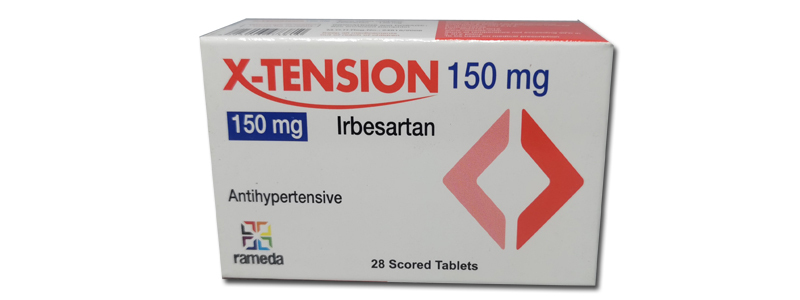 X-TENSION 150 mg
150 mg Irbesartan
Antihypertensive
rameda
28 Scored Tablets